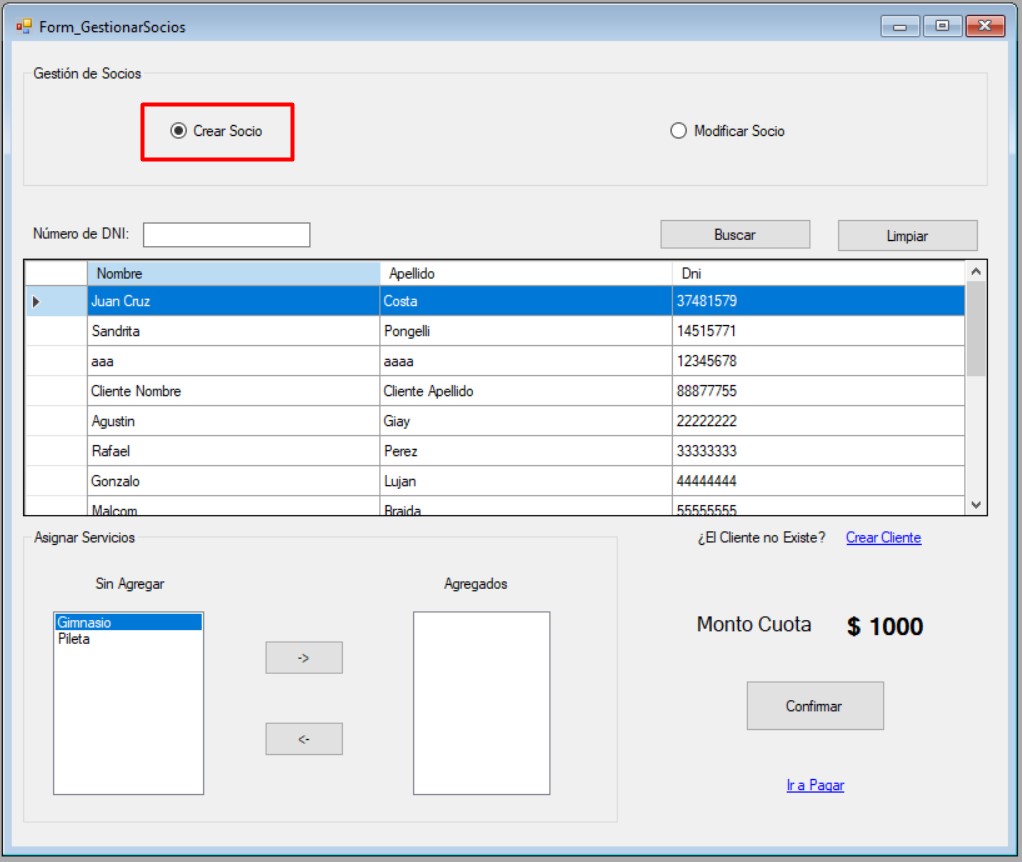 Form_GestionarSocios
Gestión de Socios
Crear Socio
Modificar Socio
Número de DNI:
Buscar
Limpiar
Nombre Apellido Dni
Juan Cruz Costa 37481579
Sandrita Pongelli 14515771
aaa aaaa 12345678
Cliente Nombre Cliente Apellido 88877755
Agustin Giay 22222222
Rafael Perez 33333333
Gonzalo Lujan 44444444
Malcom Braida 55555555
Asignar Servicios
¿El Cliente no Existe? Crear Cliente
Sin Agregar
Agregados
Gimnasio
Pileta
->
<-
Monto Cuota $ 1000
Confirmar
Ir a Pagar